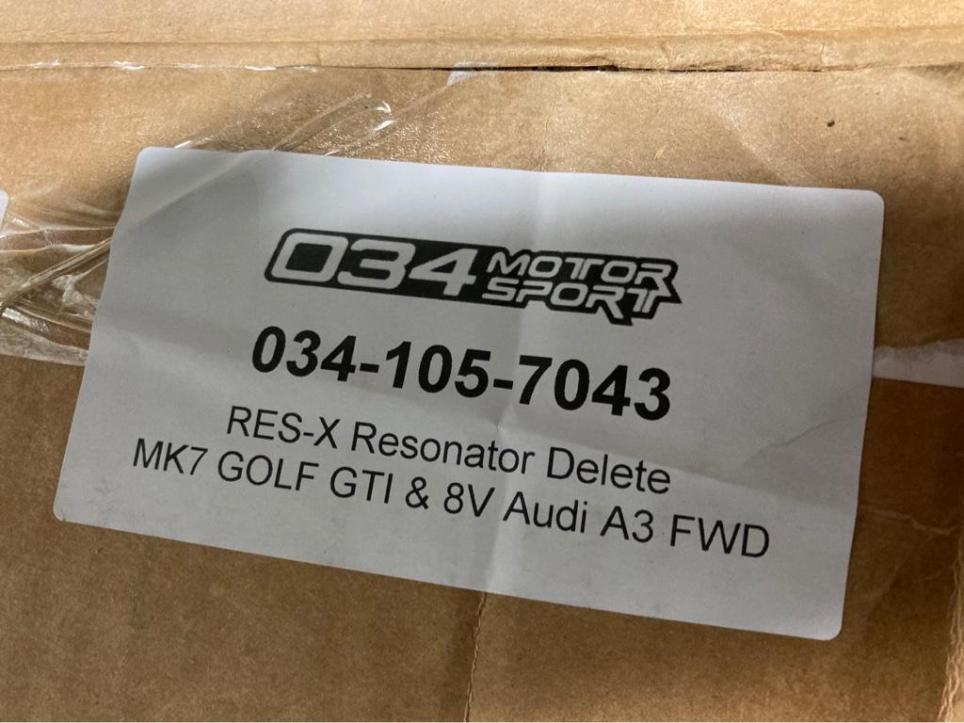 034 MOTOR
SPORT
034-105-7043
RES-X Resonator Delete
MK7 GOLF GTI & 8V Audi A3 FWD